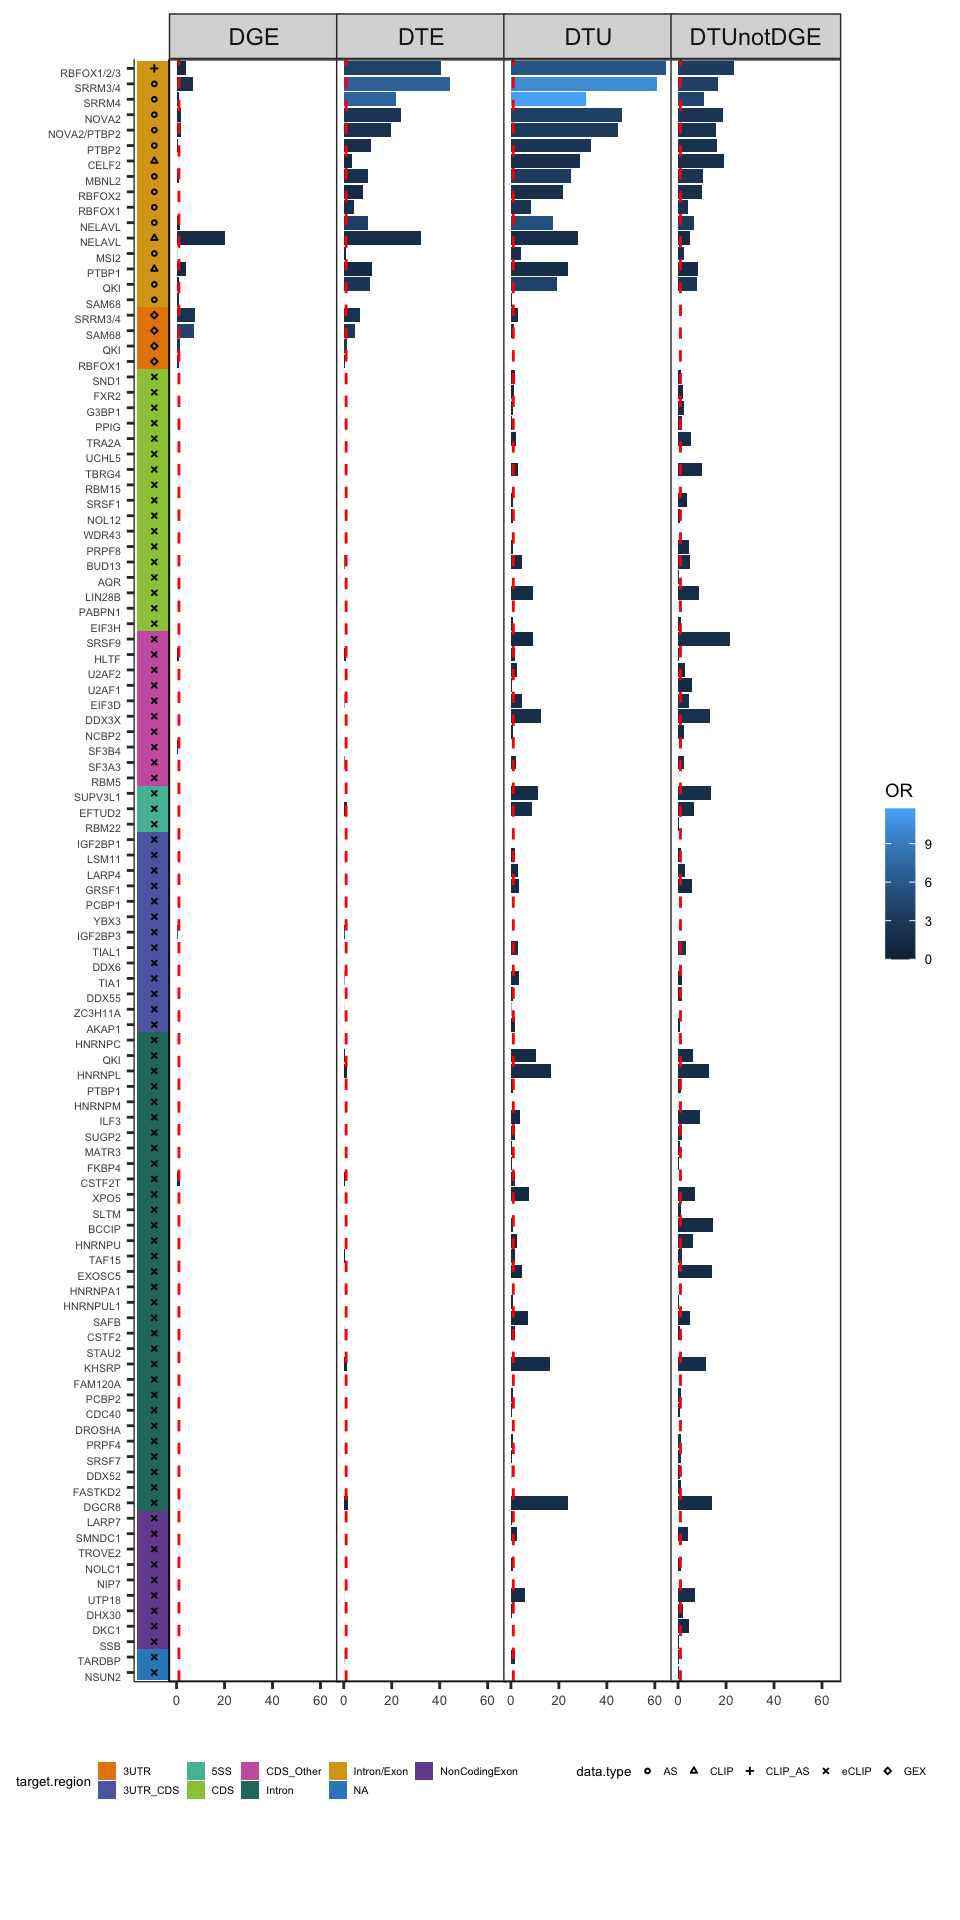 DGE DTE DTU DTUnotDGE
RBFOX1/2/3
SRRM3/4
SRRM4
NOVA2
NOVA2/PTBP2
PTBP2
CELF2
MBNL2
RBFOX2
RBFOX1
NELAVL
NELAVL
MSI2
PTBP1
QKI
SAM68
SRRM3/4
SAM68
QKI
RBFOX1
SND1
FXR2
G3BP1
PPIG
TRA2A
UCHL5
TBRG4
RBM15
SRSF1
NOL12
WDR43
PRPF8
BUD13
AQR
LIN28B
PABPN1
EIF3H
SRSF9
HLTF
U2AF2
U2AF1
EIF3D
DDX3X
NCBP2
SF3B4
SF3A3
RBM5
SUPV3L1
EFTUD2
RBM22
IGF2BP1
LSM11
LARP4
GRSF1
PCBP1
YBX3
IGF2BP3
TIAL1
DDX6
TIA1
DDX55
ZC3H11A
AKAP1
HNRNPC
QKI
HNRNPL
PTBP1
HNRNPM
ILF3
SUGP2
MATR3
FKBP4
CSTF2T
XPO5
SLTM
BCCIP
HNRNPU
TAF15
EXOSC5
HNRNPA1
HNRNPUL1
SAFB
CSTF2
STAU2
KHSRP
FAM120A
PCBP2
CDC40
DROSHA
PRPF4
SRSF7
DDX52
FASTKD2
DGCR8
LARP7
SMNDC1
TROVE2
NOLC1
NIP7
UTP18
DHX30
DKC1
SSB
TARDBP
NSUN2
0 20 40 60 0 20 40 60 0 20 40 60 0 20 40 60
OR
9
6
3
0
target.region
3UTR 5SS CDS_Other Intron/Exon NonCodingExon
3UTR_CDS CDS Intron NA
data.type AS CLIP CLIP_AS eCLIP GEX